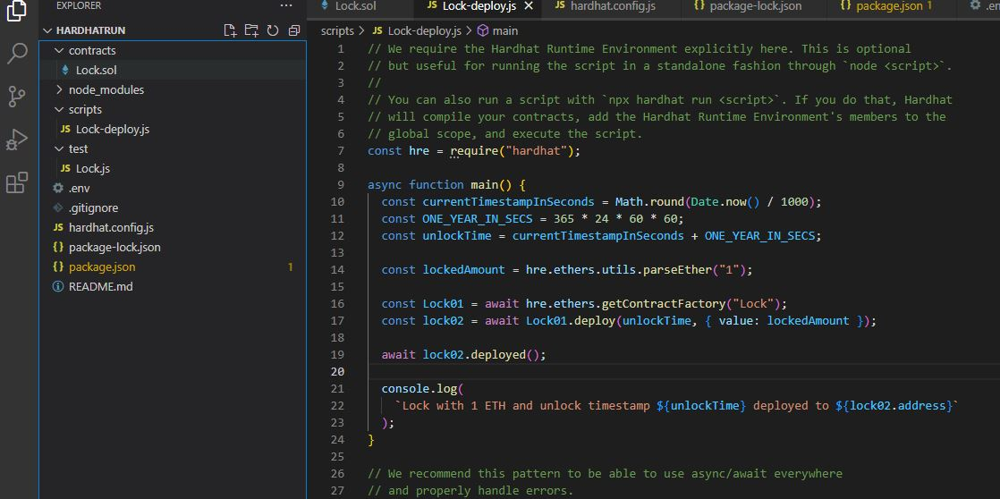 EXPLORER
HARDHATRUN
contracts
Lock.sol
node_modules
scripts
JS Lock-deploy.js
test
JS Lock.js
.env
.gitignore
JS hardhat.config.js
{} package-lock.json
{} package.json 1
README.md
Lock.sol
JS Lock-deploy.js
JS hardhat.config.js
{} package-lock.json
{} package.json 1
.en
scripts > JS Lock-deploy.js > main
1 // We require the Hardhat Runtime Environment explicitly here. This is optional
2 // but useful for running the script in a standalone fashion through `node <script>`.
3 //
4 // You can also run a script with `npx hardhat run <script>`. If you do that, Hardhat
5 // will compile your contracts, add the Hardhat Runtime Environment's members to the
6 // global scope, and execute the script.
7 const hre = require("hardhat");
8
9 async function main() {
10 const currentTimestampInSeconds = Math.round(Date.now() / 1000);
11 const ONE_YEAR_IN_SECS = 365 * 24 * 60 * 60;
12 const unlockTime = currentTimestampInSeconds + ONE_YEAR_IN_SECS;
13
14 const lockedAmount = hre.ethers.utils.parseEther("1");
15
16 const Lock01 = await hre.ethers.getContractFactory("Lock");
17 const lock02 = await Lock01.deploy(unlockTime, { value: lockedAmount });
18
19 await lock02.deployed();
20
21 console.log(
22 `Lock with 1 ETH and unlock timestamp ${unlockTime} deployed to ${lock02.address}`
23 );
24 }
25
26 // We recommend this pattern to be able to use async/await everywhere
27 // and properly handle errors.